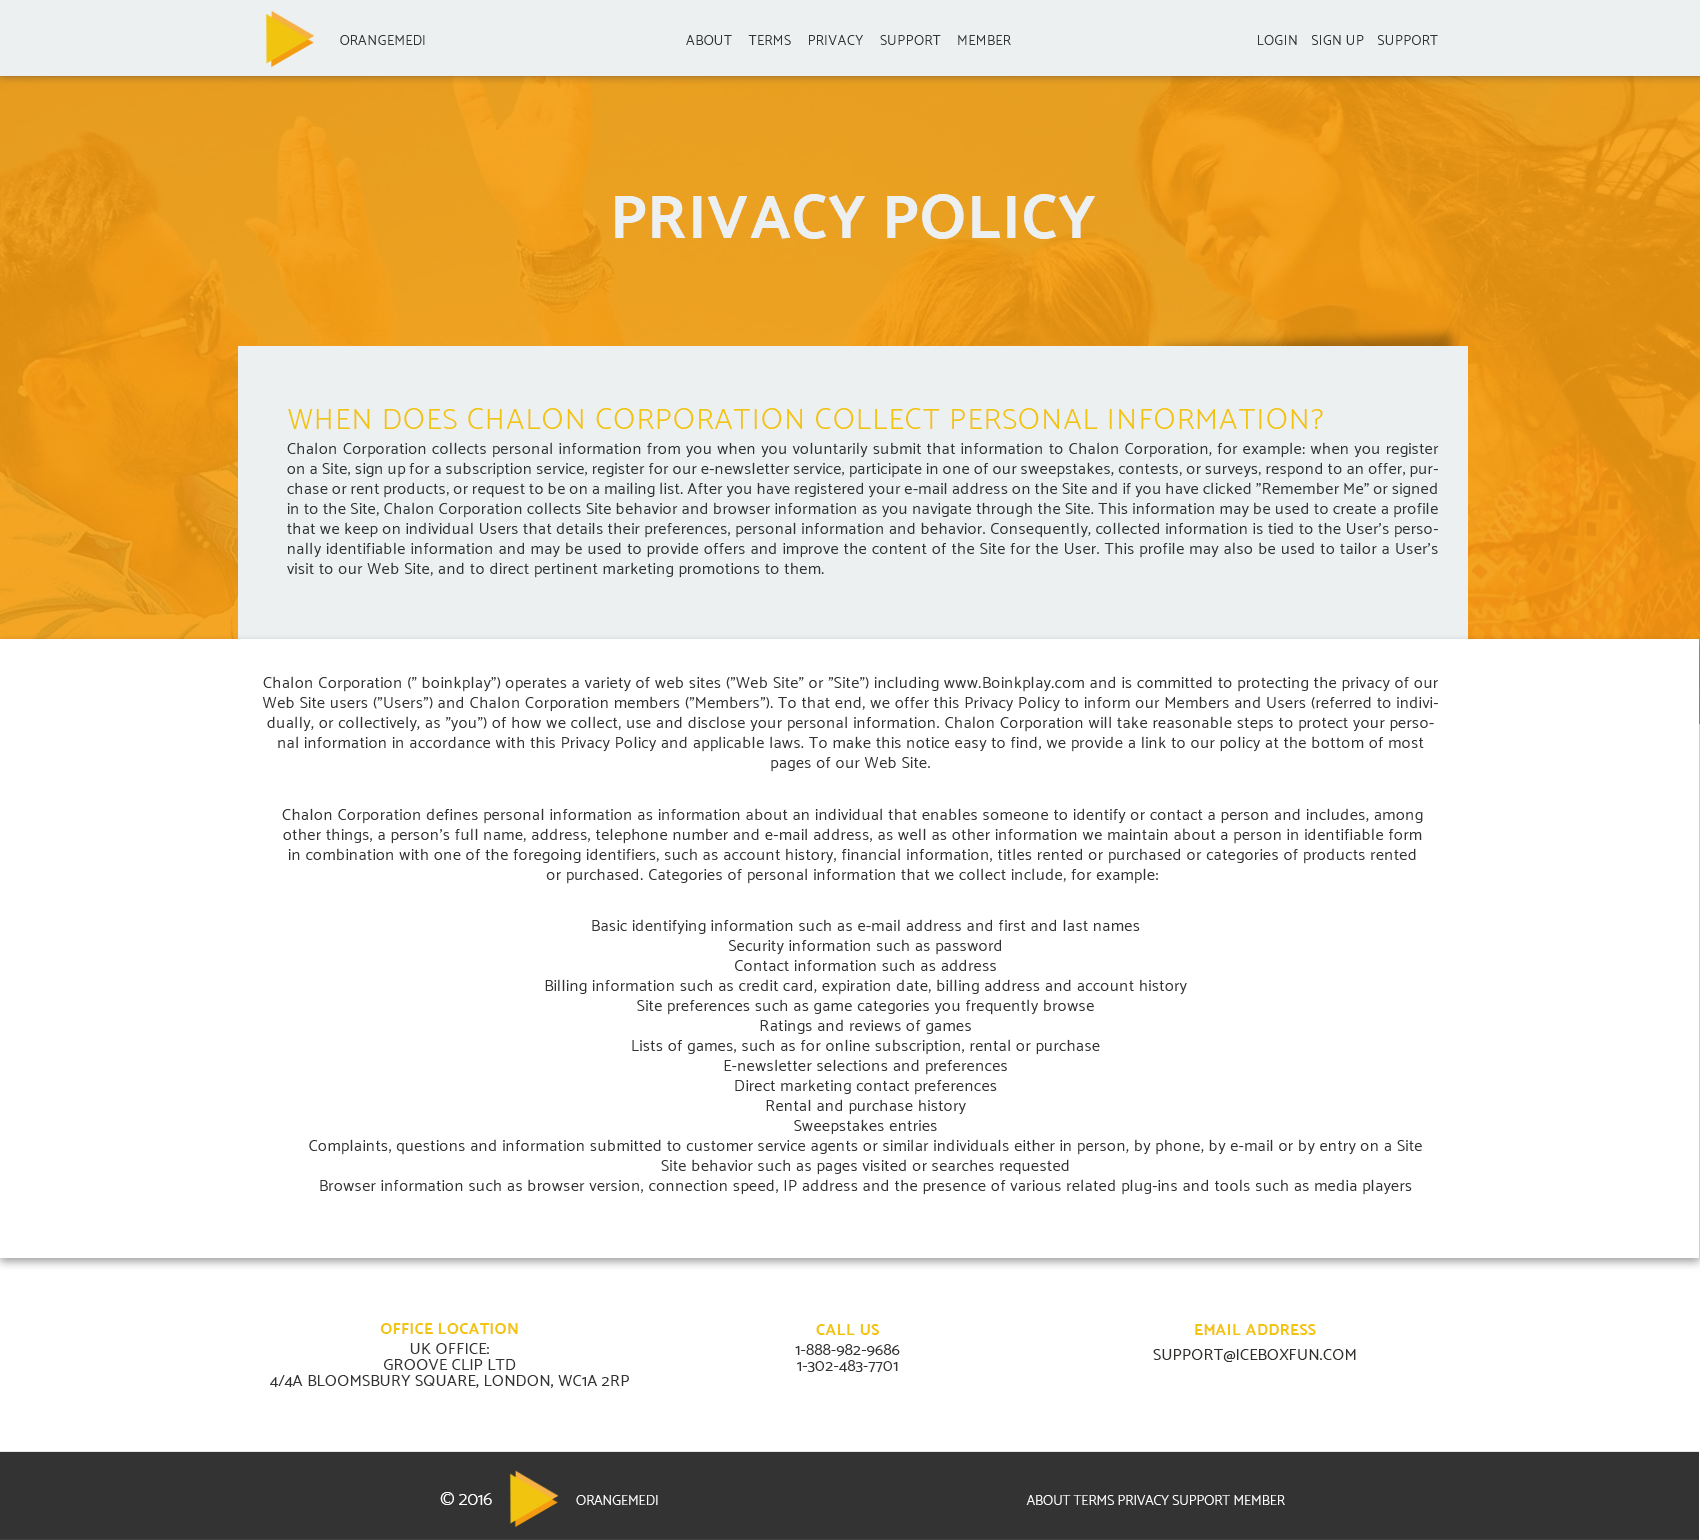 ORANGEMEDI
ABOUT TERMS PRIVACY SUPPORT MEMBER
LOGIN SIGN UP SUPPORT
PRIVACY POLICY
WHEN DOES CHALON CORPORATION COLLECT PERSONAL INFORMATION?
Chalon Corporation collects personal information from you when you voluntarily submit that information to Chalon Corporation, for example: when you register
on a Site, sign up for a subscription service, register for our e-newsletter service, participate in one of our sweepstakes, contests, or surveys, respond to an offer, pur-
chase or rent products, or request to be on a mailing list. After you have registered your e-mail address on the Site and if you have clicked "Remember Me" or signed
in to the Site, Chalon Corporation collects Site behavior and browser information as you navigate through the Site. This information may be used to create a profile
that we keep on individual Users that details their preferences, personal information and behavior. Consequently, collected information is tied to the User's perso-
nally identifiable information and may be used to provide offers and improve the content of the Site for the User. This profile may also be used to tailor a User's
visit to our Web Site, and to direct pertinent marketing promotions to them.
Chalon Corporation (" boinkplay") operates a variety of web sites ("Web Site" or "Site") including www.Boinkplay.com and is committed to protecting the privacy of our
Web Site users ("Users") and Chalon Corporation members ("Members"). To that end, we offer this Privacy Policy to inform our Members and Users (referred to indivi-
dually, or collectively, as "you") of how we collect, use and disclose your personal information. Chalon Corporation will take reasonable steps to protect your perso-
nal information in accordance with this Privacy Policy and applicable laws. To make this notice easy to find, we provide a link to our policy at the bottom of most
pages of our Web Site.
Chalon Corporation defines personal information as information about an individual that enables someone to identify or contact a person and includes, among
other things, a person's full name, address, telephone number and e-mail address, as well as other information we maintain about a person in identifiable form
in combination with one of the foregoing identifiers, such as account history, financial information, titles rented or purchased or categories of products rented
or purchased. Categories of personal information that we collect include, for example:
Basic identifying information such as e-mail address and first and last names
Security information such as password
Contact information such as address
Billing information such as credit card, expiration date, billing address and account history
Site preferences such as game categories you frequently browse
Ratings and reviews of games
Lists of games, such as for online subscription, rental or purchase
E-newsletter selections and preferences
Direct marketing contact preferences
Rental and purchase history
Sweepstakes entries
Complaints, questions and information submitted to customer service agents or similar individuals either in person, by phone, by e-mail or by entry on a Site
Site behavior such as pages visited or searches requested
Browser information such as browser version, connection speed, IP address and the presence of various related plug-ins and tools such as media players
OFFICE LOCATION
UK OFFICE:
GROOVE CLIP LTD
4/4A BLOOMSBURY SQUARE, LONDON, WC1A 2RP
CALL US
1-888-982-9686
1-302-483-7701
EMAIL ADDRESS
SUPPORT@ICEBOXFUN.COM
© 2016 ORANGEMEDI
ABOUT TERMS PRIVACY SUPPORT MEMBER